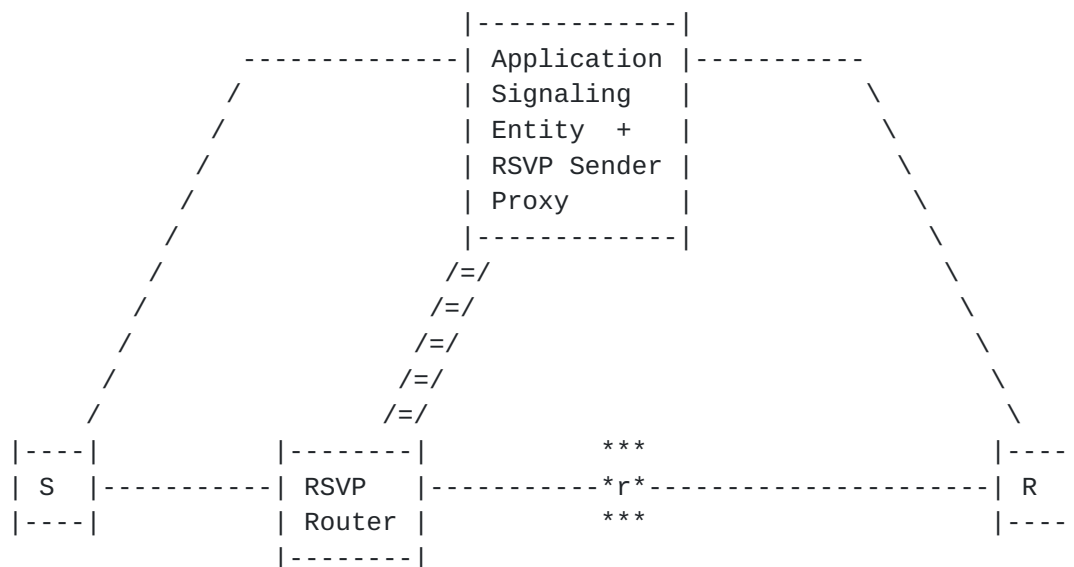 |-------------|
               --------------| Application |-----------
              /              | Signaling   |           \
             /               | Entity  +   |            \
            /                | RSVP Sender |             \
           /                 | Proxy       |              \
          /                  |-------------|               \
         /                  /=/                             \
        /                  /=/                               \
       /                  /=/                                 \
      /                  /=/                                   \
     /                  /=/                                     \
|----|           |--------|           ***                      |----
| S  |-----------| RSVP   |-----------*r*----------------------| R
|----|           | Router |           ***                      |----
                 |--------|